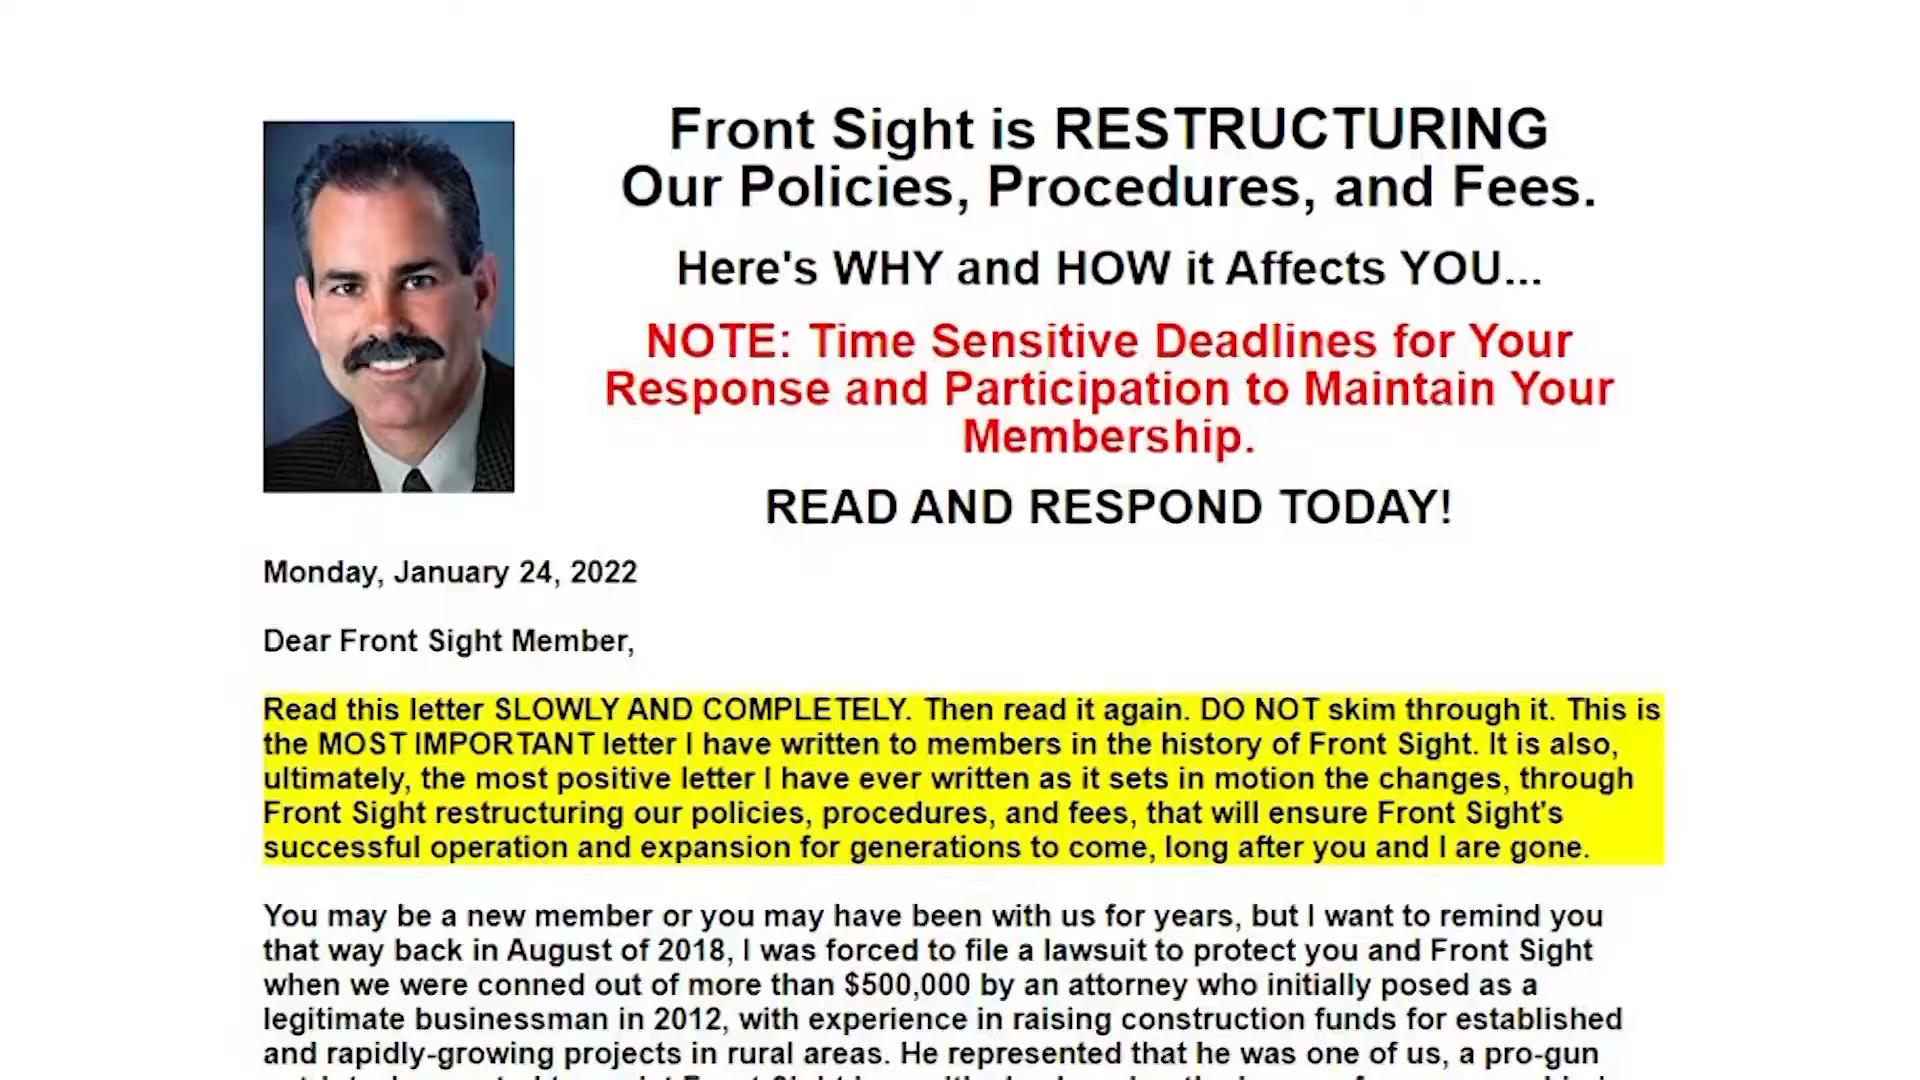 Front Sight is RESTRUCTURING
Our Policies, Procedures, and Fees.
Here's WHY and HOW it Affects YOU...
NOTE: Time Sensitive Deadlines for Your
Response and Participation to Maintain Your
Membership.
READ AND RESPOND TODAY!
Monday, January 24, 2022
Dear Front Sight Member,
Read this letter SLOWLY AND COMPLETELY. Then read it again. DO NOT skim through it. This is
the MOST IMPORTANT letter I have written to members in the history of Front Sight. It is also,
ultimately, the most positive letter I have ever written as it sets in motion the changes, through
Front Sight restructuring our policies, procedures, and fees, that will ensure Front Sight's
successful operation and expansion for generations to come, long after you and I are gone.
You may be a new member or you may have been with us for years, but I want to remind you
that way back in August of 2018, I was forced to file a lawsuit to protect you and Front Sight
when we were conned out of more than $500,000 by an attorney who initially posed as a
legitimate businessman in 2012, with experience in raising construction funds for established
and rapidly-growing projects in rural areas. He represented that he was one of us, a pro-gun